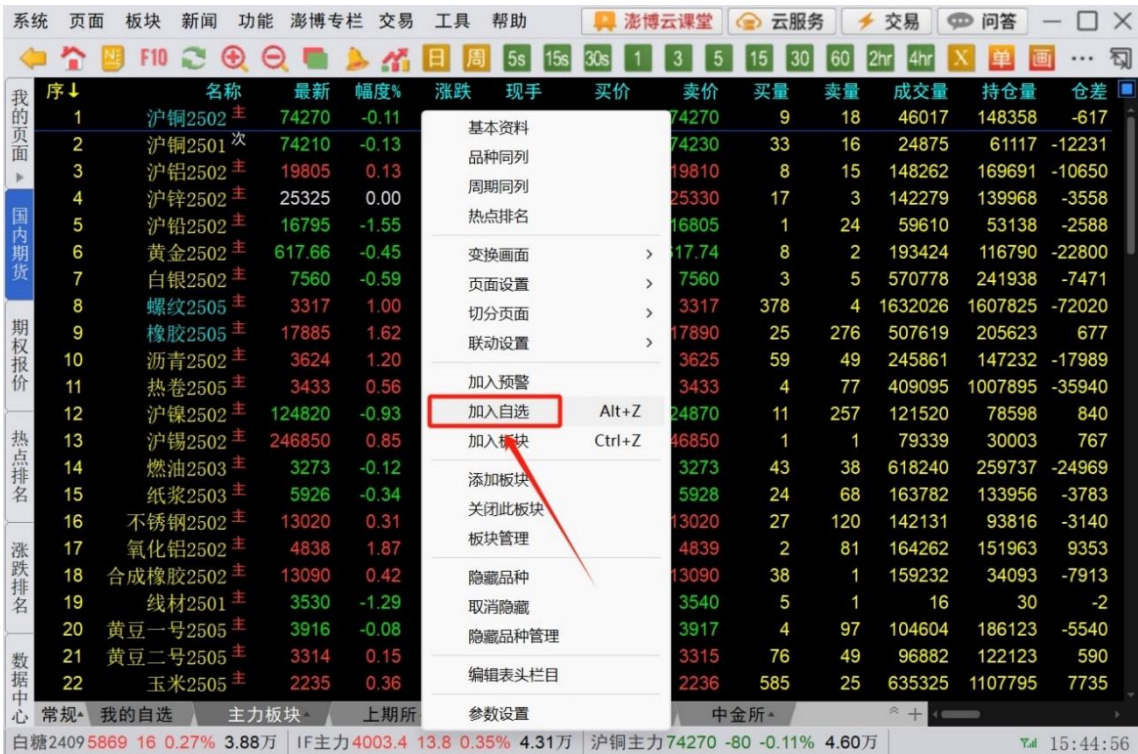 系统 页面 板块 新闻 功能 澎博专栏 交易 工具 帮助 澎博云课堂 云服务 交易 问答
F10 日 周 5s 15s 30s 1 3 5 15 30 60 2hr 4hr X 单 画 ...
我的页面
国内期货
期权报价
热点排名
涨跌排名
数据中心
序↓ 名称 最新 幅度% 涨跌 现手 买价 卖价 买量 卖量 成交量 持仓量 仓差
1 沪铜2502 主 74270 -0.11 74270 9 18 46017 148358 -617
2 沪铜2501 次 74210 -0.13 74230 33 16 24875 61117 -12231
3 沪铝2502 主 19805 0.13 19810 8 15 148262 169691 -10650
4 沪锌2502 主 25325 0.00 25330 17 3 142279 139968 -3558
5 沪铅2502 主 16795 -1.55 16805 1 24 59610 53138 -2588
6 黄金2502 主 617.66 -0.45 17.74 8 2 193424 116790 -22800
7 白银2502 主 7560 -0.59 7560 3 5 570778 241938 -7471
8 螺纹2505 主 3317 1.00 3317 378 4 1632026 1607825 -72020
9 橡胶2505 主 17885 1.62 17890 25 276 507619 205623 677
10 沥青2502 主 3624 1.20 3625 59 49 245861 147232 -17989
11 热卷2505 主 3433 0.56 3433 4 77 409095 1007895 -35940
12 沪镍2502 主 124820 -0.93 24870 11 257 121520 78598 840
13 沪锡2502 主 246850 0.85 46850 1 1 79339 30003 767
14 燃油2503 主 3273 -0.12 3273 43 38 618240 259737 -24969
15 纸浆2503 主 5926 -0.34 5928 24 68 163782 133956 -3783
16 不锈钢2502 主 13020 0.31 13020 27 120 142131 93816 -3140
17 氧化铝2502 主 4838 1.87 4839 2 81 164262 151963 9353
18 合成橡胶2502 主 13090 0.42 13090 38 1 159232 34093 -7913
19 线材2501 主 3530 -1.29 3540 5 1 16 30 -2
20 黄豆一号2505 主 3916 -0.08 3917 4 97 104604 186123 -5540
21 黄豆二号2505 主 3314 0.15 3315 76 49 96882 122123 590
22 玉米2505 主 2235 0.36 2236 585 25 635325 1107795 7735
基本资料
品种同列
周期同列
热点排名
变换画面 >
页面设置 >
切分页面 >
联动设置 >
加入预警
加入自选 Alt+Z
加入板块 Ctrl+Z
添加板块
关闭此板块
板块管理
隐藏品种
取消隐藏
隐藏品种管理
编辑表头栏目
参数设置
常规 我的自选 主力板块 上期所 中金所
白糖2409 5869 16 0.27% 3.88万 IF主力 4003.4 13.8 0.35% 4.31万 沪铜主力 74270 -80 -0.11% 4.60万 15:44:56